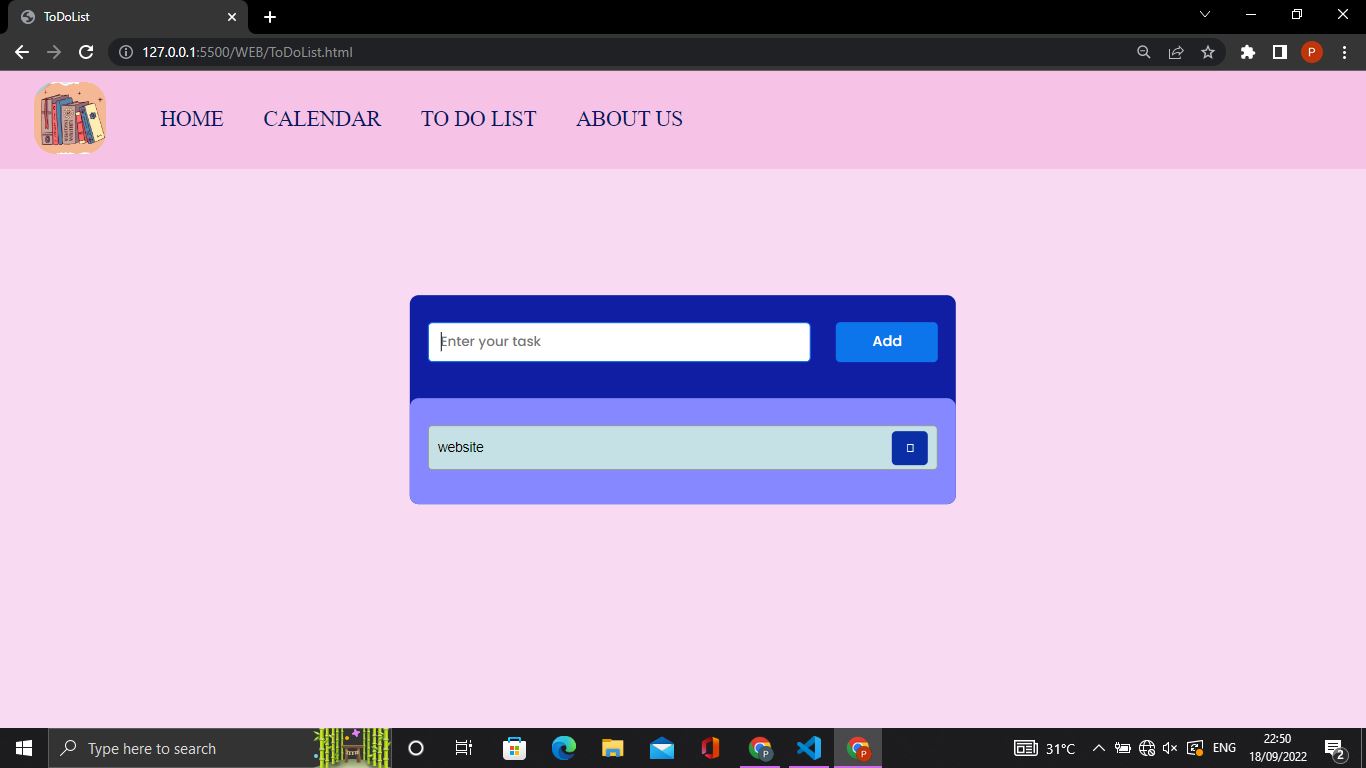 ToDoList
127.0.0.1:5500/WEB/ToDoList.html
P
HOME CALENDAR TO DO LIST ABOUT US
Enter your task Add
website
Type here to search
31°C
ENG
22:50
18/09/2022
2